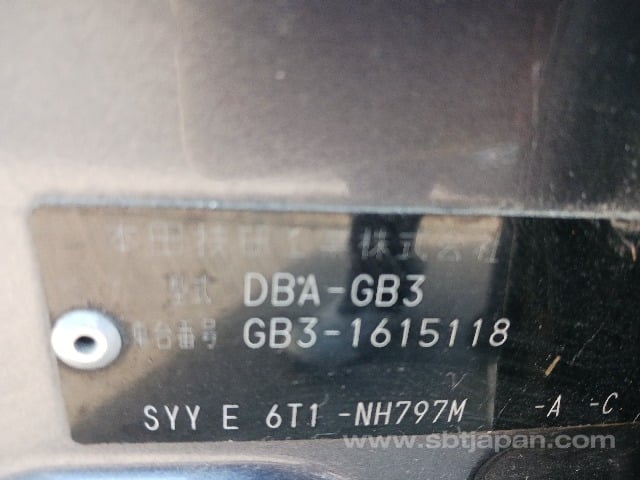 本田技研工業株式会社
型式 DBA-GB3
車台番号 GB3-1615118
SYY E 6T1 -NH797M -A -C
www.sbtjapan.com